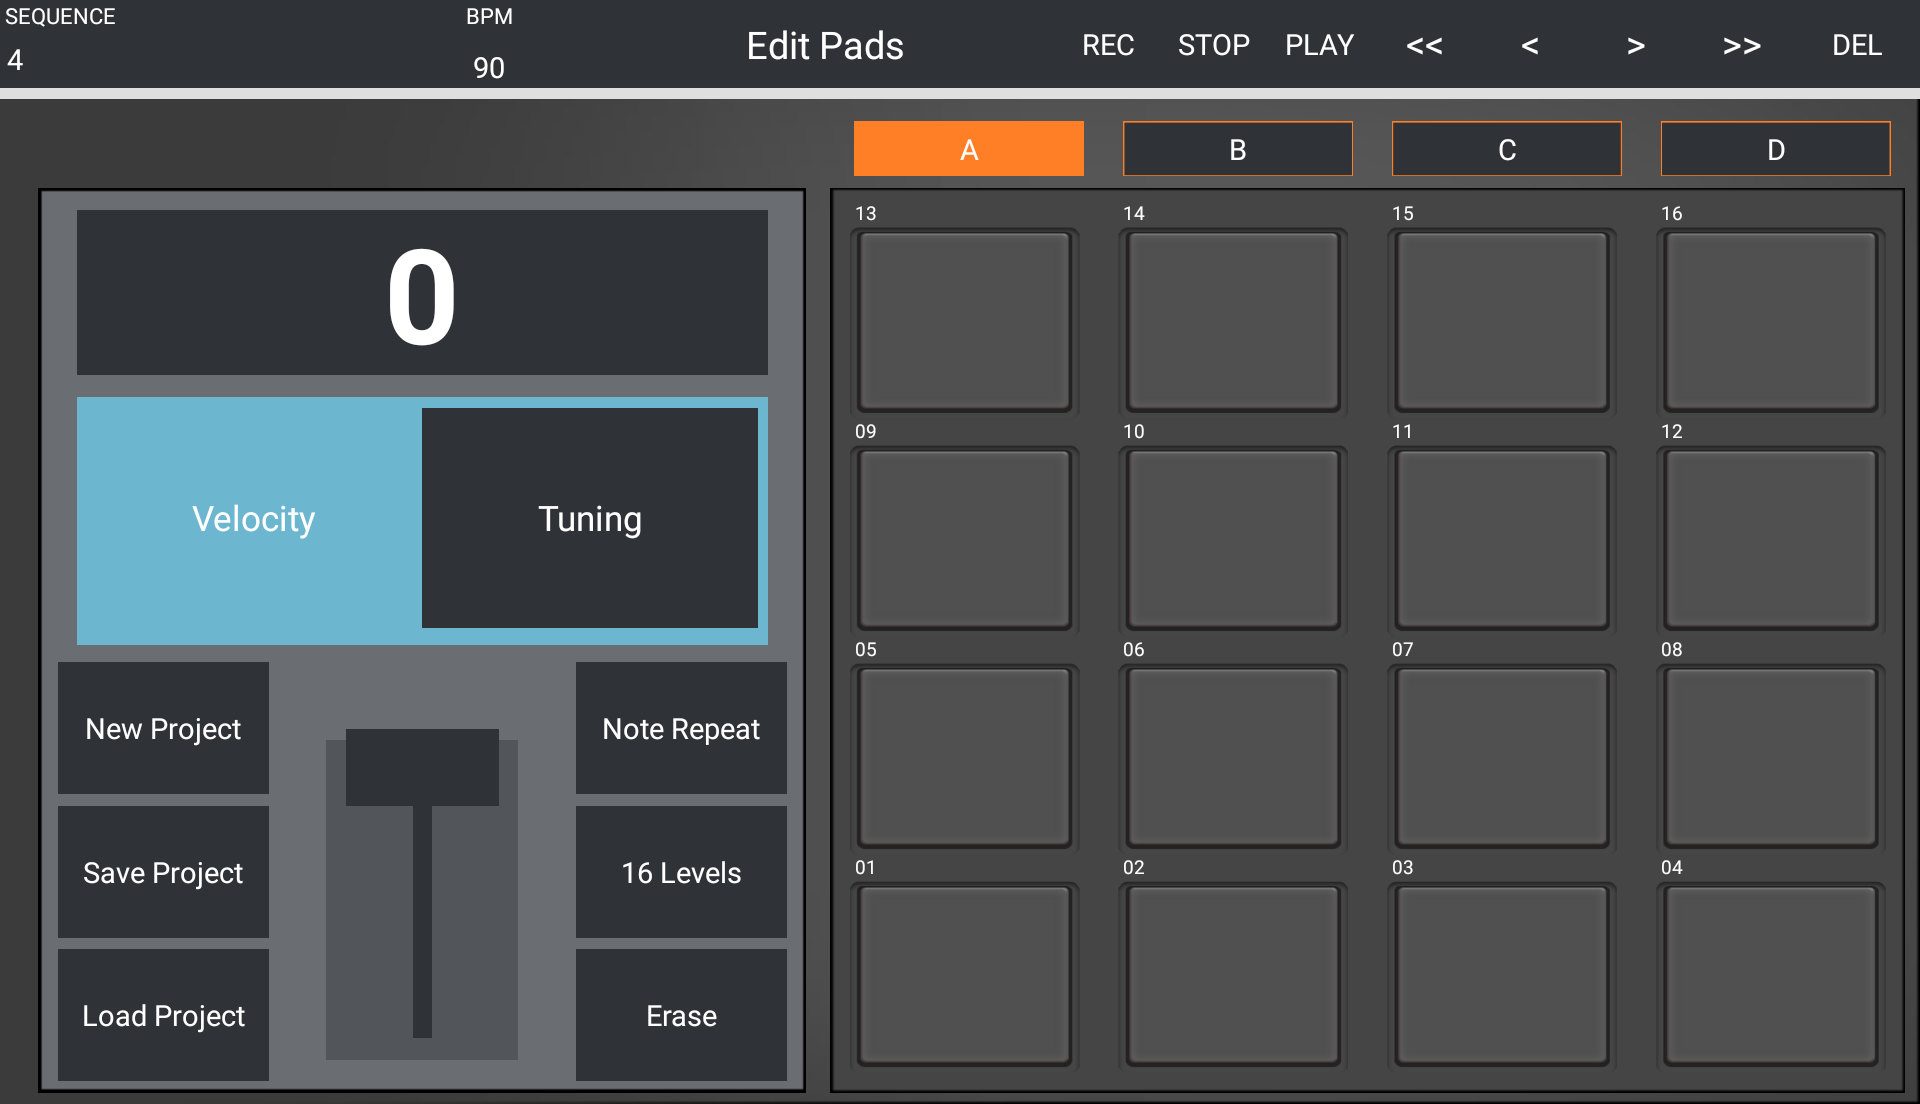 SEQUENCE
4
BPM
90
Edit Pads
REC STOP PLAY << < > >> DEL
A B C D
0
Velocity Tuning
New Project
Save Project
Load Project
Note Repeat
16 Levels
Erase
13 14 15 16
09 10 11 12
05 06 07 08
01 02 03 04